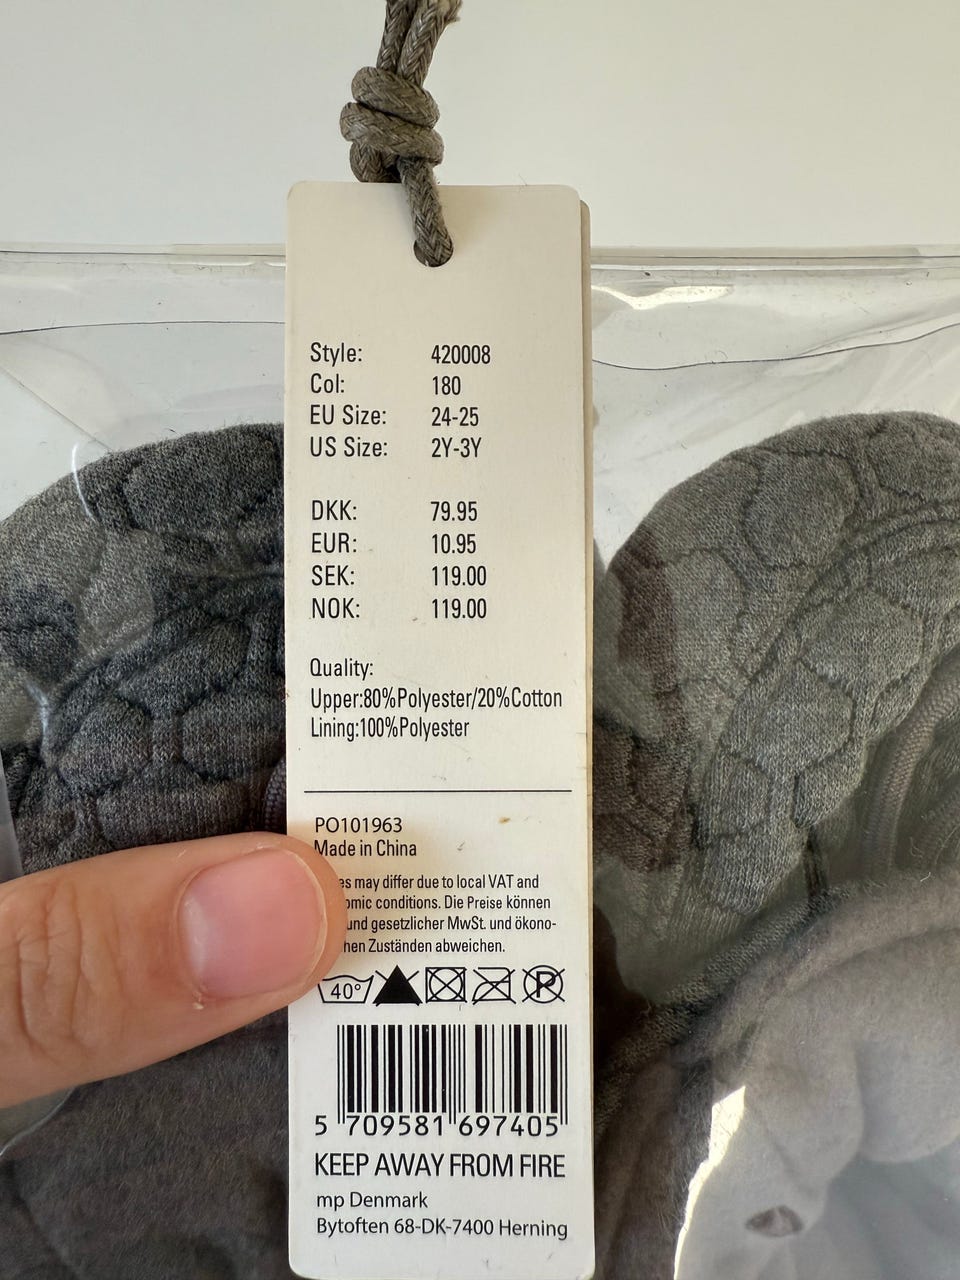 Style: 420008
Col: 180
EU Size: 24-25
US Size: 2Y-3Y
DKK: 79.95
EUR: 10.95
SEK: 119.00
NOK: 119.00
Quality:
Upper:80%Polyester/20%Cotton
Lining:100%Polyester
PO101963
Made in China
may differ due to local VAT and
conditions. Die Preise können
und gesetzlicher MwSt. und ökono-
Zuständen abweichen.
40°
P
5 709581 697405
KEEP AWAY FROM FIRE
mp Denmark
Bytoften 68-DK-7400 Herning